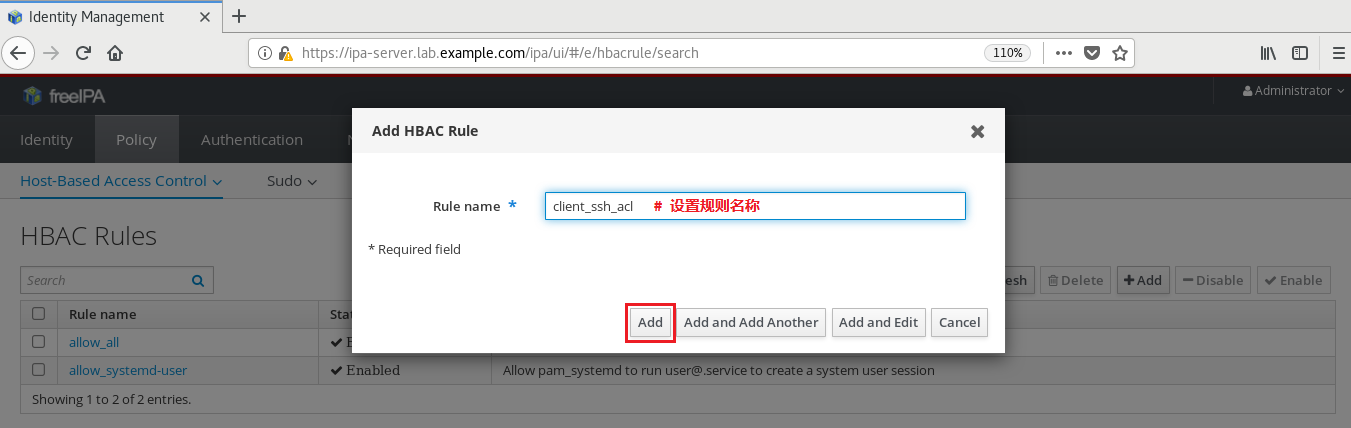 Identity Management
https://ipa-server.lab.example.com/ipa/ui/#/e/hbacrule/search 110%
freeIPA Administrator
Identity Policy Authentication
Host-Based Access Control Sudo
Add HBAC Rule
Rule name * client_ssh_acl # 设置规则名称
* Required field
Add Add and Add Another Add and Edit Cancel
HBAC Rules
Search esh Delete Add Disable Enable
Rule name Stat
allow_all
allow_systemd-user Enabled Allow pam_systemd to run user@.service to create a system user session
Showing 1 to 2 of 2 entries.